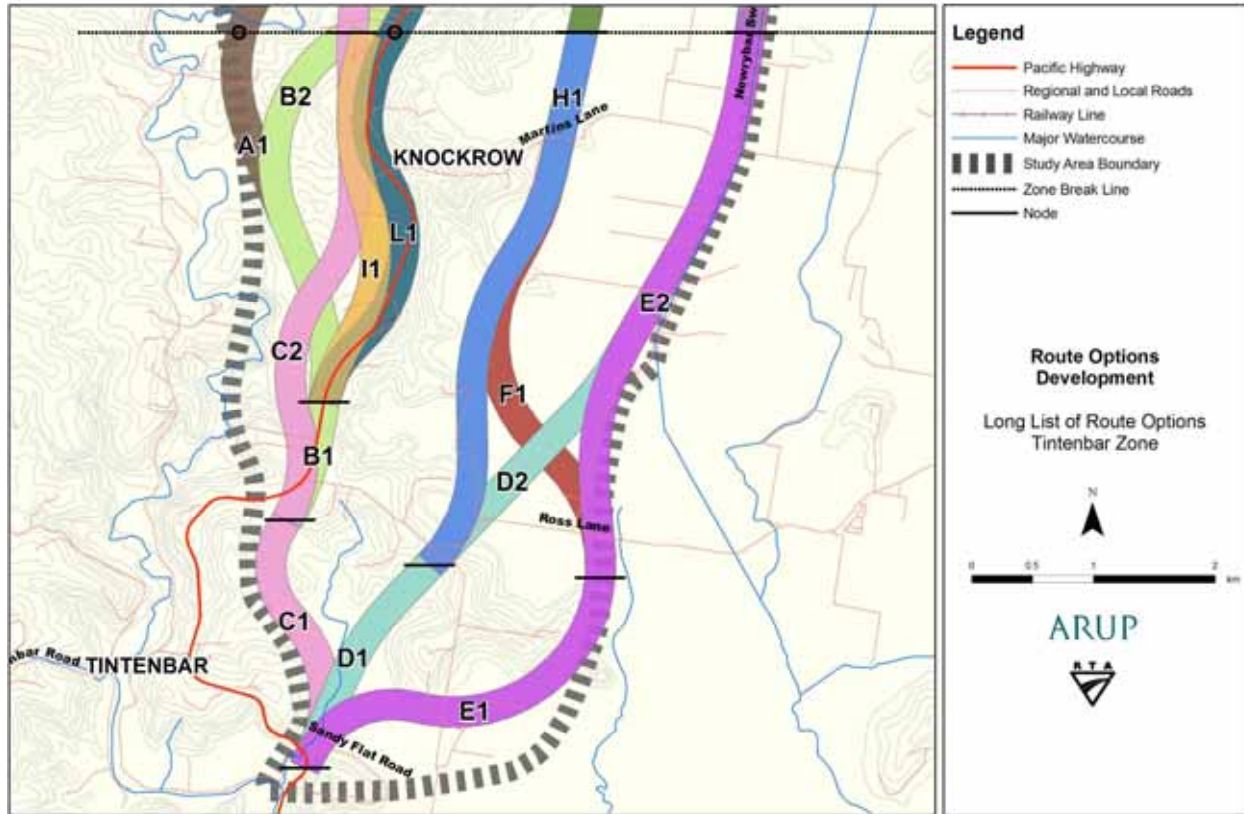 B2
A1
H1
Martins Lane
KNOCKROW
L1
I1
E2
C2
F1
B1
D2
Ross Lane
C1
D1
TINTENBAR
E1
Sandy Flat Road
Legend
Pacific Highway
Regional and Local Roads
Railway Line
Major Watercourse
Study Area Boundary
Zone Break Line
Node
Route Options
Development
Long List of Route Options
Tintenbar Zone
N
0 0.5 1 2
km
ARUP
RTA